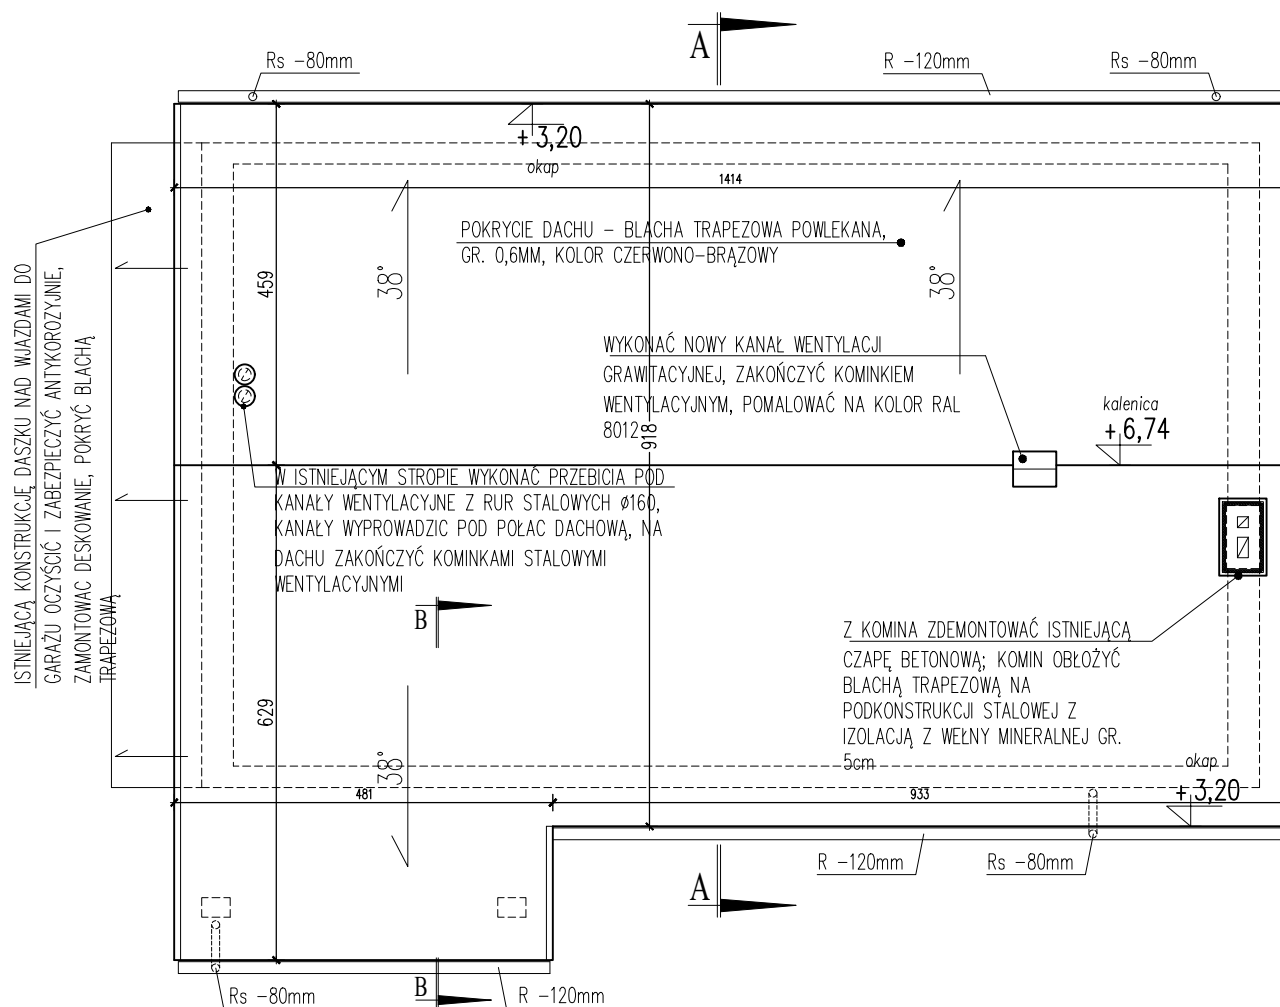 A
Rs -80mm
R -120mm
Rs -80mm
+ 3,20
okap
1414
POKRYCIE DACHU - BLACHA TRAPEZOWA POWLEKANA,
GR. 0,6MM, KOLOR CZERWONO-BRĄZOWY
459
38°
38°
ISTNIEJĄCĄ KONSTRUKCJĘ DASZKU NAD WJAZDAMI DO
GARAŻU OCZYŚCIĆ I ZABEZPIECZYĆ ANTYKOROZYJNIE,
ZAMONTOWAC DESKOWANIE, POKRYĆ BLACHĄ
TRAPEZOWĄ
WYKONAĆ NOWY KANAŁ WENTYLACJI
GRAWITACYJNEJ, ZAKOŃCZYĆ KOMINKIEM
WENTYLACYJNYM, POMALOWAĆ NA KOLOR RAL
8012
918
kalenica
+ 6,74
W ISTNIEJĄCYM STROPIE WYKONAĆ PRZEBICIA POD
KANAŁY WENTYLACYJNE Z RUR STALOWYCH ø160,
KANAŁY WYPROWADZIC POD POŁAC DACHOWĄ, NA
DACHU ZAKOŃCZYĆ KOMINKAMI STALOWYMI
WENTYLACYJNYMI
B
Z KOMINA ZDEMONTOWAĆ ISTNIEJĄCĄ
CZAPĘ BETONOWĄ; KOMIN OBŁOŻYĆ
BLACHĄ TRAPEZOWĄ NA
PODKONSTRUKCJI STALOWEJ Z
IZOLACJĄ Z WEŁNY MINERALNEJ GR.
5cm
629
38°
okap
+ 3,20
481
933
R -120mm
Rs -80mm
A
B
Rs -80mm
R -120mm